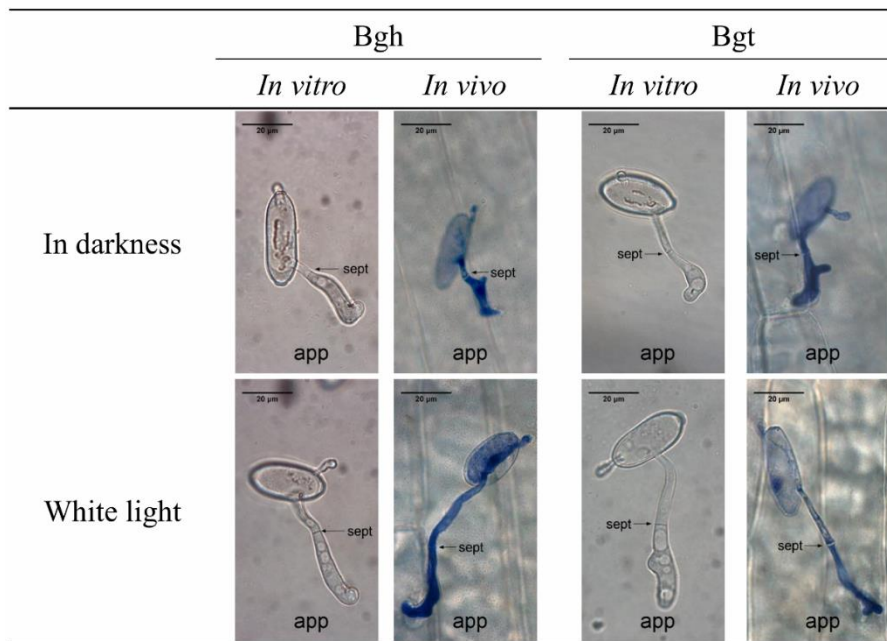 Bgh Bgt
In vitro In vivo In vitro In vivo
In darkness
20 µm 20 µm 20 µm 20 µm
sept sept sept sept
app app app app
White light
20 µm 20 µm 20 µm 20 µm
sept sept sept sept
app app app app